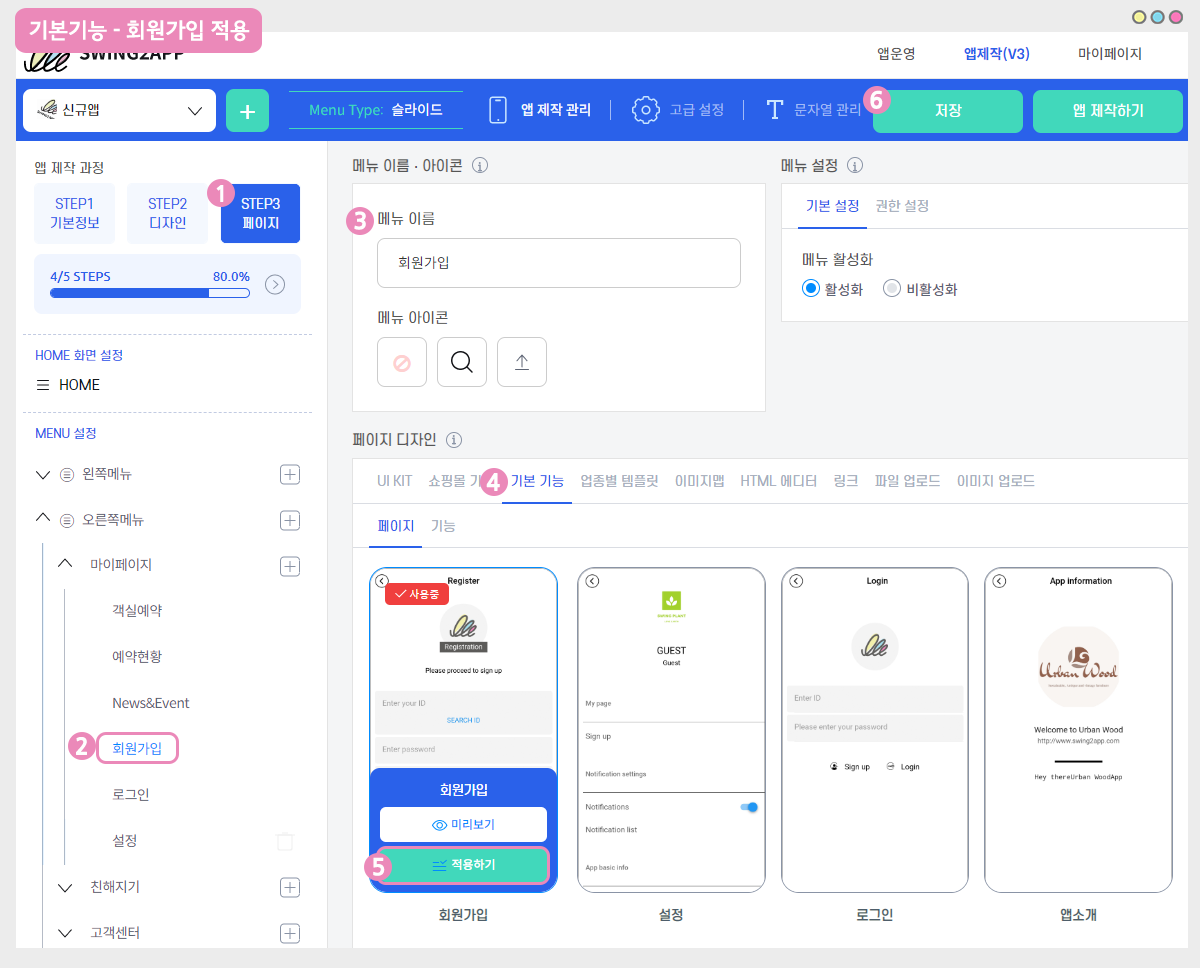 기본기능 - 회원가입 적용
SWING2APP
앱운영
앱제작(V3)
마이페이지
신규앱
+
Menu Type: 슬라이드
앱 제작 관리
고급 설정
문자열 관리
6
저장
앱 제작하기
앱 제작 과정
STEP1
기본정보
STEP2
디자인
1
STEP3
페이지
4/5 STEPS
80.0%
HOME 화면 설정
HOME
MENU 설정
왼쪽메뉴
오른쪽메뉴
마이페이지
객실예약
예약현황
News&Event
2
회원가입
로그인
설정
친해지기
고객센터
메뉴 이름 · 아이콘
3
메뉴 이름
회원가입
메뉴 아이콘
메뉴 설정
기본 설정
권한 설정
메뉴 활성화
활성화
비활성화
페이지 디자인
UI KIT
쇼핑몰 기
4
기본 기능
업종별 템플릿
이미지맵
HTML 에디터
링크
파일 업로드
이미지 업로드
페이지
기능
Register
사용중
Registration
Please proceed to sign up
Enter your ID
SEARCH ID
Enter password
회원가입
미리보기
5
적용하기
회원가입
SWING PLANT
GUEST
Guest
My page
Sign up
Notification settings
Notifications
Notification list
App basic info
설정
Login
Enter ID
Please enter your password
Sign up
Login
로그인
App information
Urban Wood
Welcome to Urban Wood
http://www.swing2app.com
Hey thereUrban WoodApp
앱소개